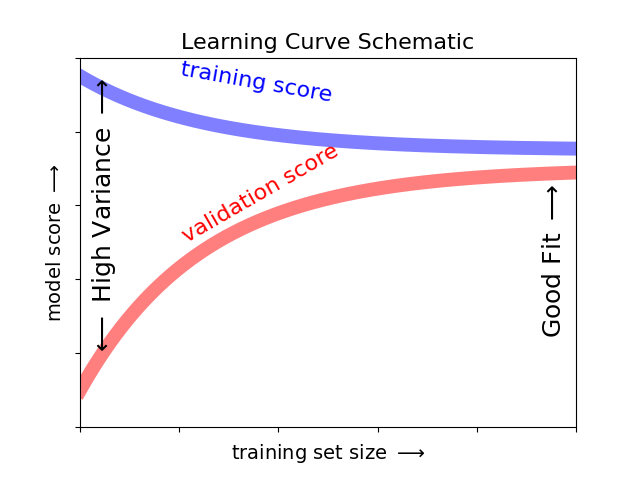 Learning Curve Schematic
training score
validation score
← High Variance →
Good Fit →
model score →
training set size →